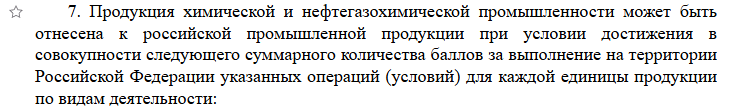 7. Продукция химической и нефтегазохимической промышленности может быть
отнесена к российской промышленной продукции при условии достижения в
совокупности следующего суммарного количества баллов за выполнение на территории
Российской Федерации указанных операций (условий) для каждой единицы продукции
по видам деятельности: